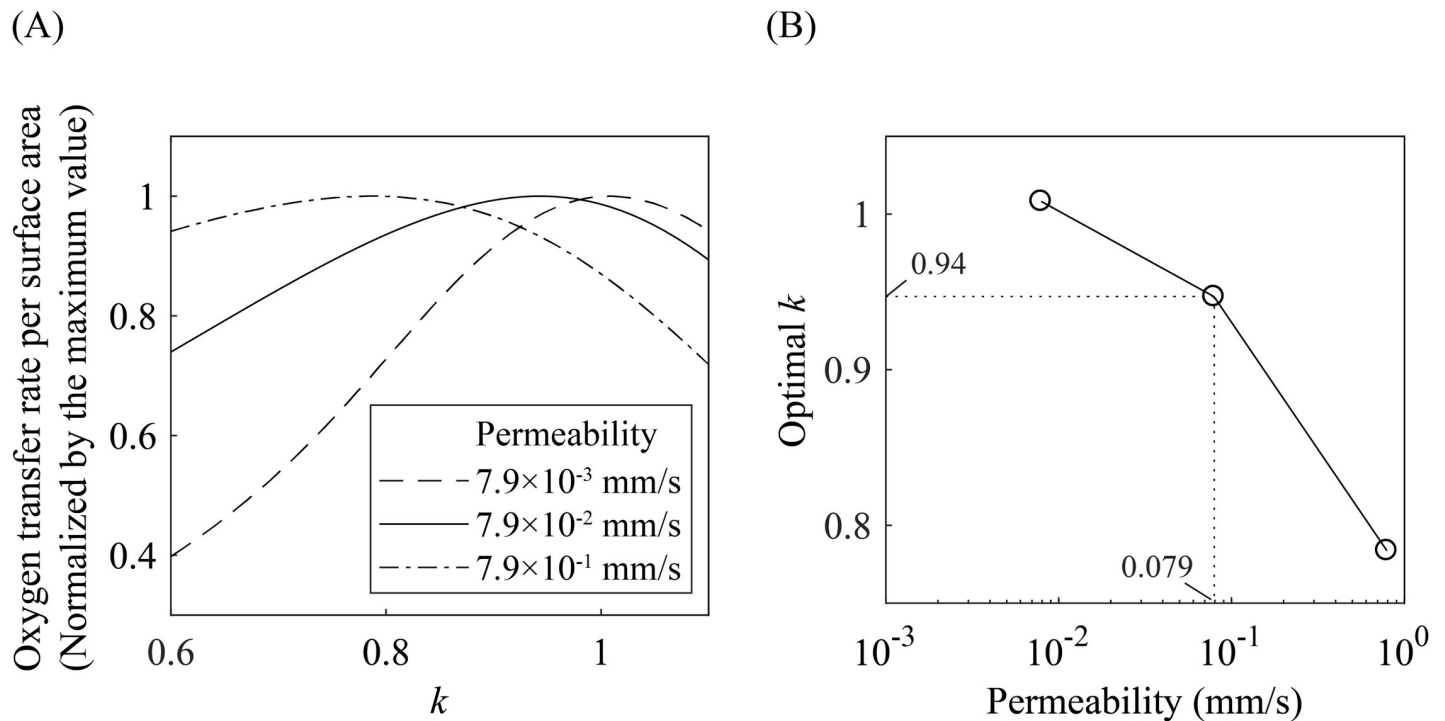 (A)
Oxygen transfer rate per surface area
(Normalized by the maximum value)
1
0.8
0.6
0.4
0.6
0.8
1
k
Permeability
7.9×10⁻³ mm/s
7.9×10⁻² mm/s
7.9×10⁻¹ mm/s
(B)
Optimal k
1
0.9
0.8
0.94
0.079
10⁻³
10⁻²
10⁻¹
10⁰
Permeability (mm/s)